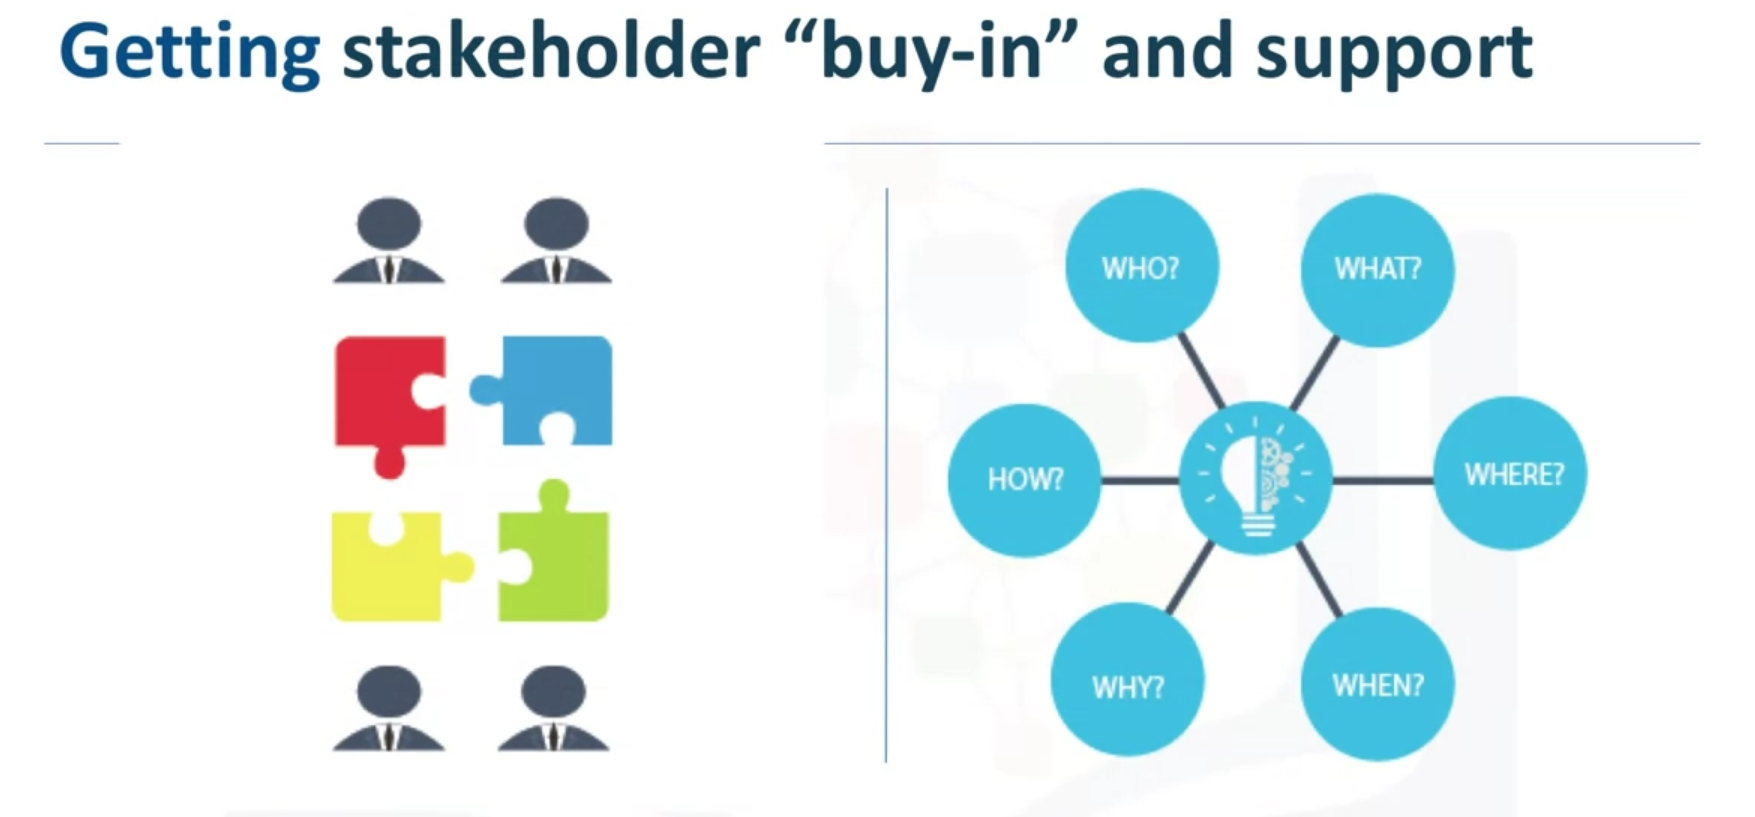 Getting stakeholder “buy-in” and support
WHO?
WHAT?
HOW?
WHERE?
WHY?
WHEN?